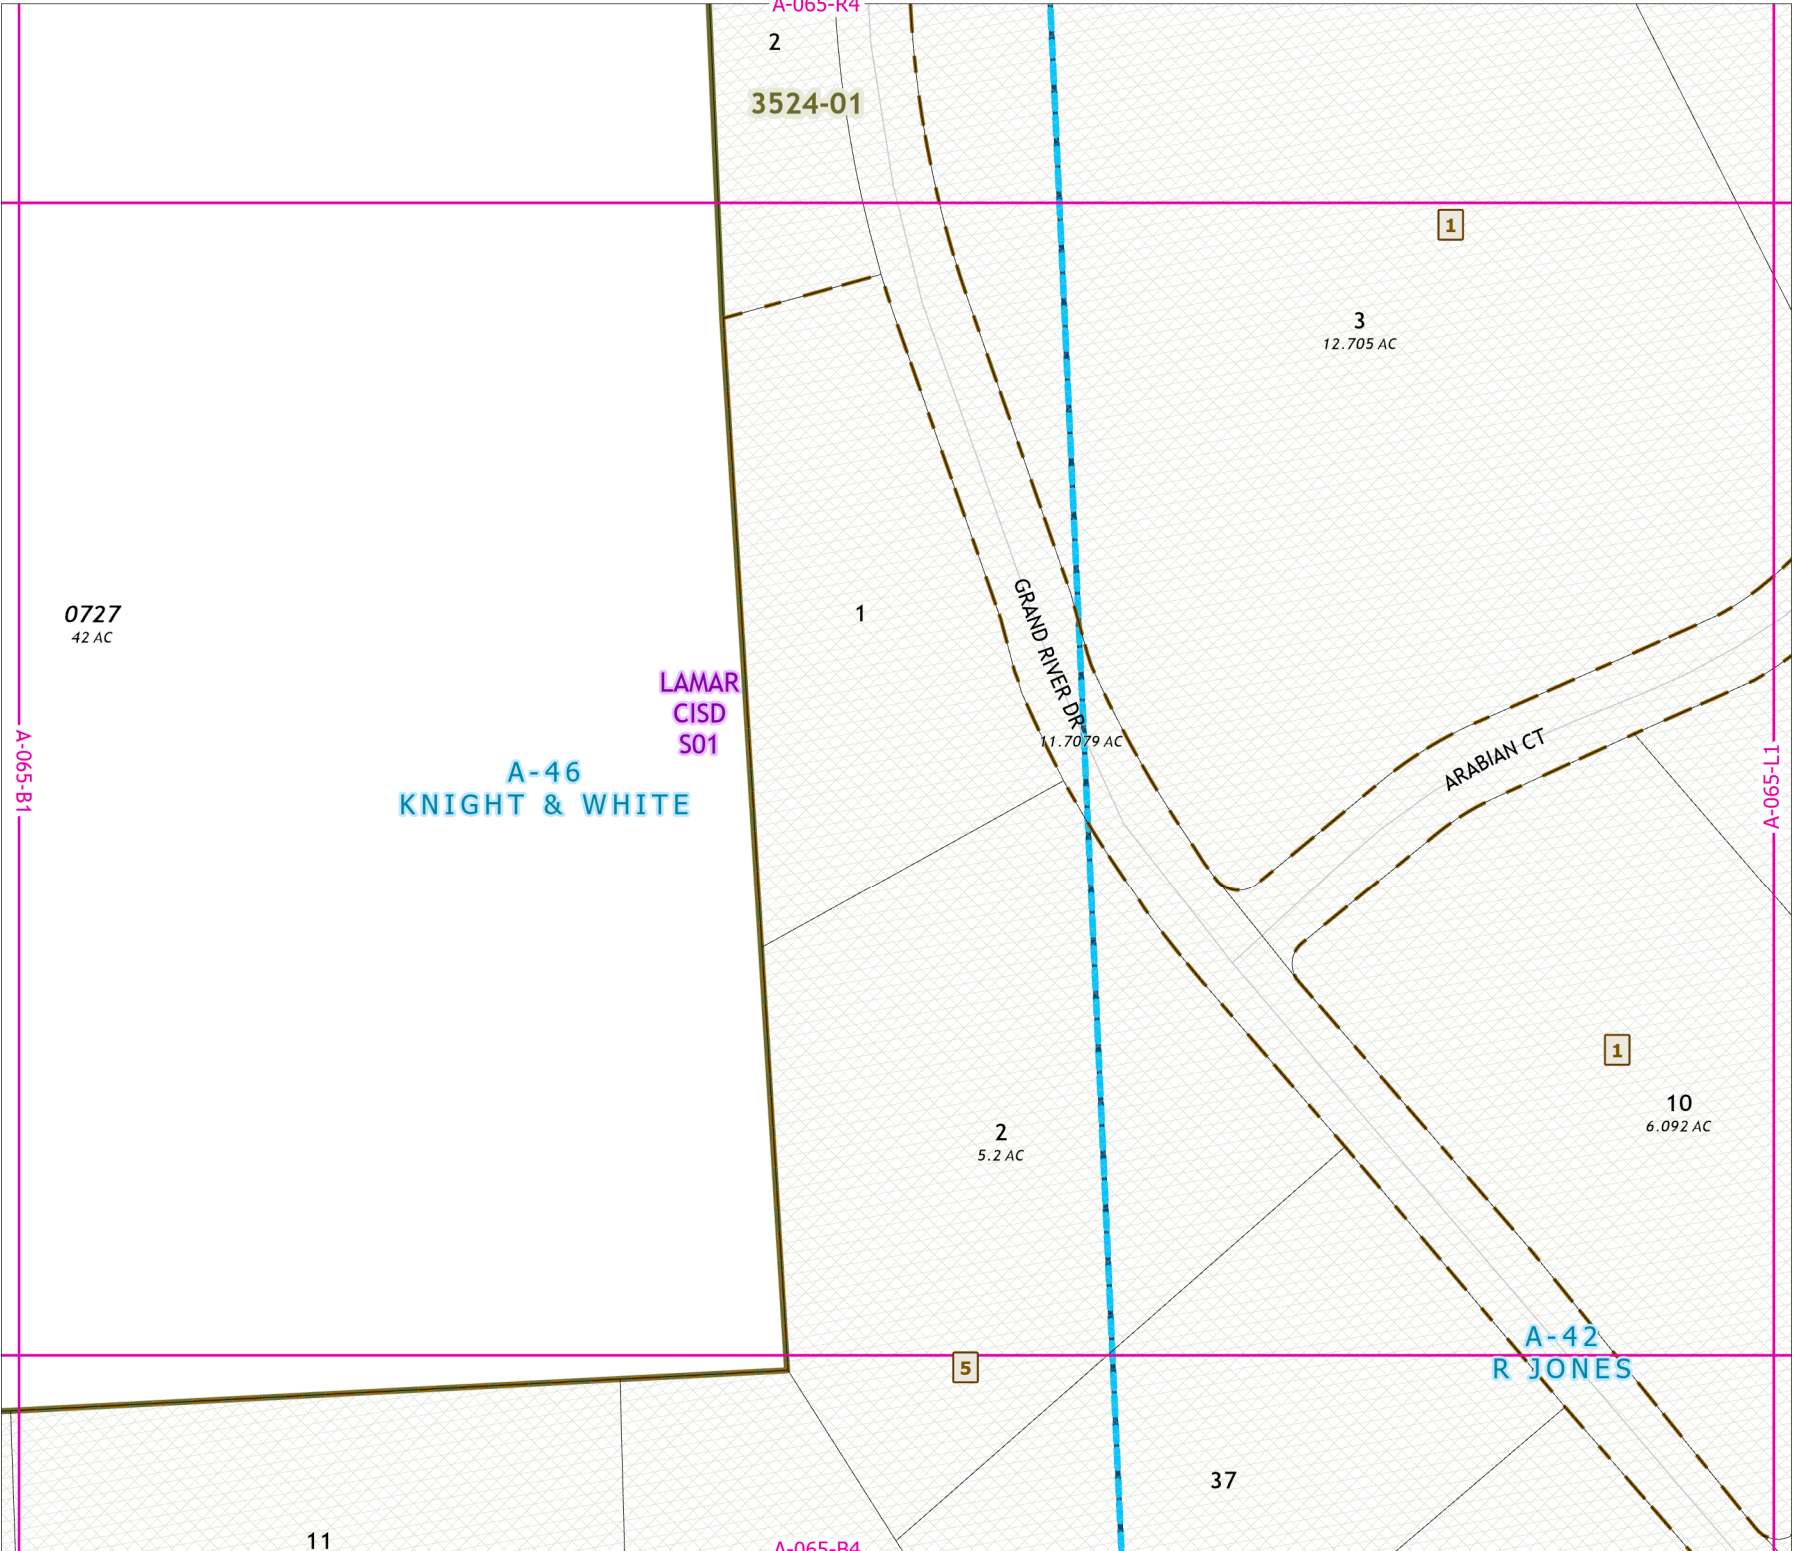 A-065-R4
2
3524-01
1
3
12.705 AC
0727
42 AC
1
GRAND RIVER DR
11.7079 AC
LAMAR
CISD
S01
A-46
KNIGHT & WHITE
A-065-B1
ARABIAN CT
A-065-L1
1
10
6.092 AC
2
5.2 AC
A-42
R JONES
5
37
11
A-065-B4